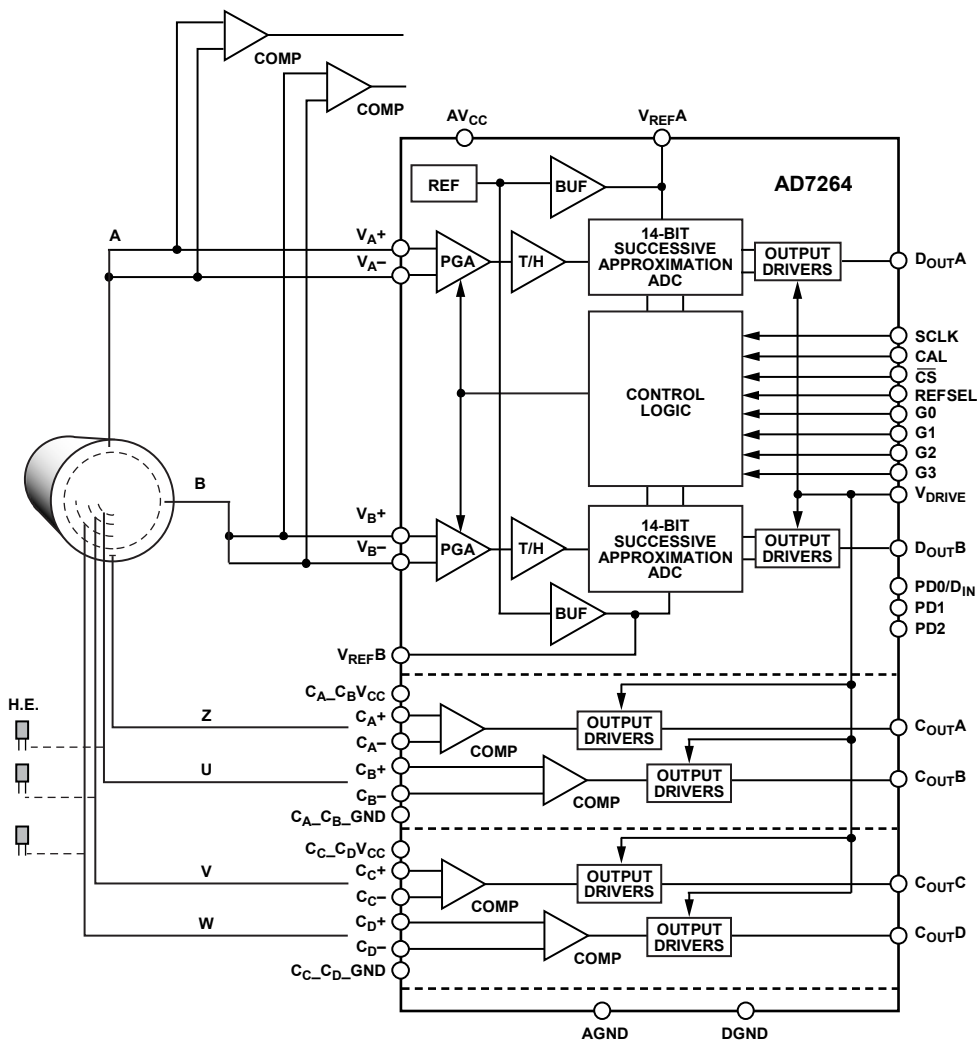 COMP
COMP
AVCC
VREFA
AD7264
REF
BUF
A
VA+
VA−
PGA
T/H
14-BIT
SUCCESSIVE
APPROXIMATION
ADC
OUTPUT
DRIVERS
DOUTA
CONTROL
LOGIC
SCLK
CAL
CS
REFSEL
G0
G1
G2
G3
VDRIVE
B
VB+
VB−
PGA
T/H
14-BIT
SUCCESSIVE
APPROXIMATION
ADC
OUTPUT
DRIVERS
DOUTB
PD0/DIN
PD1
PD2
BUF
VREFB
CA_CBVCC
H.E.
Z
CA+
CA−
COMP
OUTPUT
DRIVERS
COUTA
U
CB+
CB−
COMP
OUTPUT
DRIVERS
COUTB
CA_CB_GND
CC_CDVCC
V
CC+
CC−
COMP
OUTPUT
DRIVERS
COUTC
W
CD+
CD−
COMP
OUTPUT
DRIVERS
COUTD
CC_CD_GND
AGND
DGND